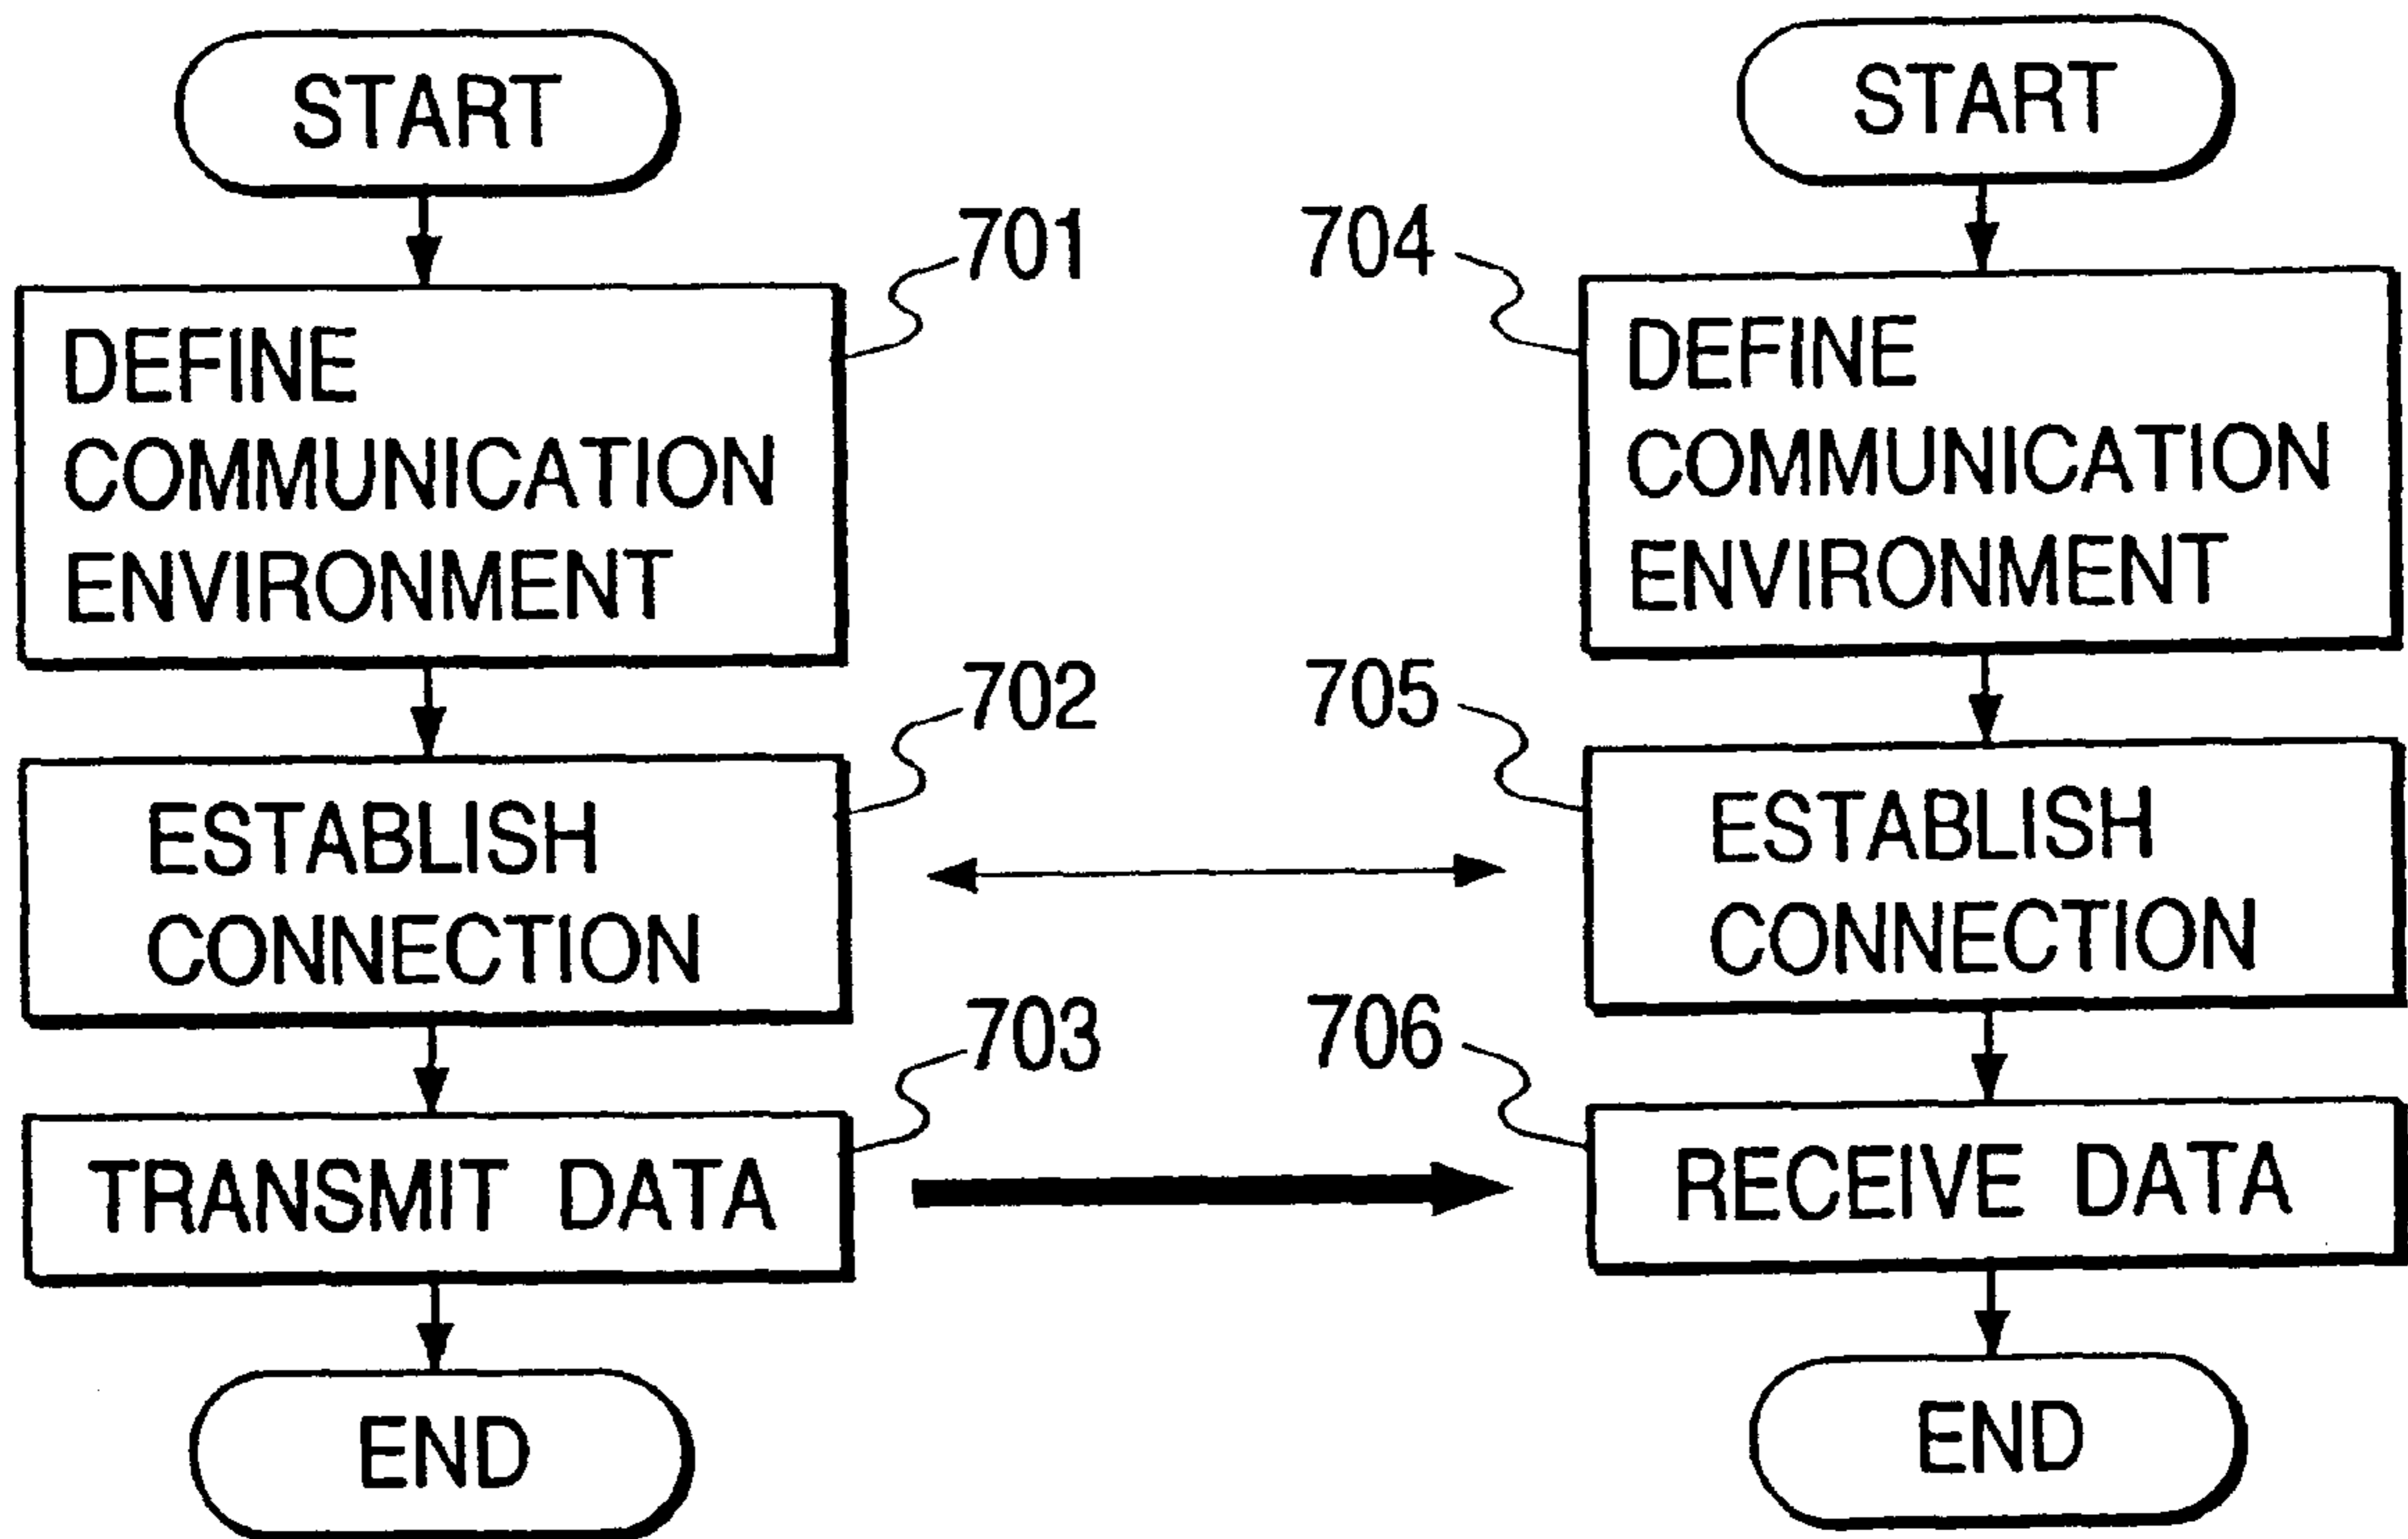 START
701
DEFINE
COMMUNICATION
ENVIRONMENT
702
ESTABLISH
CONNECTION
703
TRANSMIT DATA
END
START
704
DEFINE
COMMUNICATION
ENVIRONMENT
705
ESTABLISH
CONNECTION
706
RECEIVE DATA
END